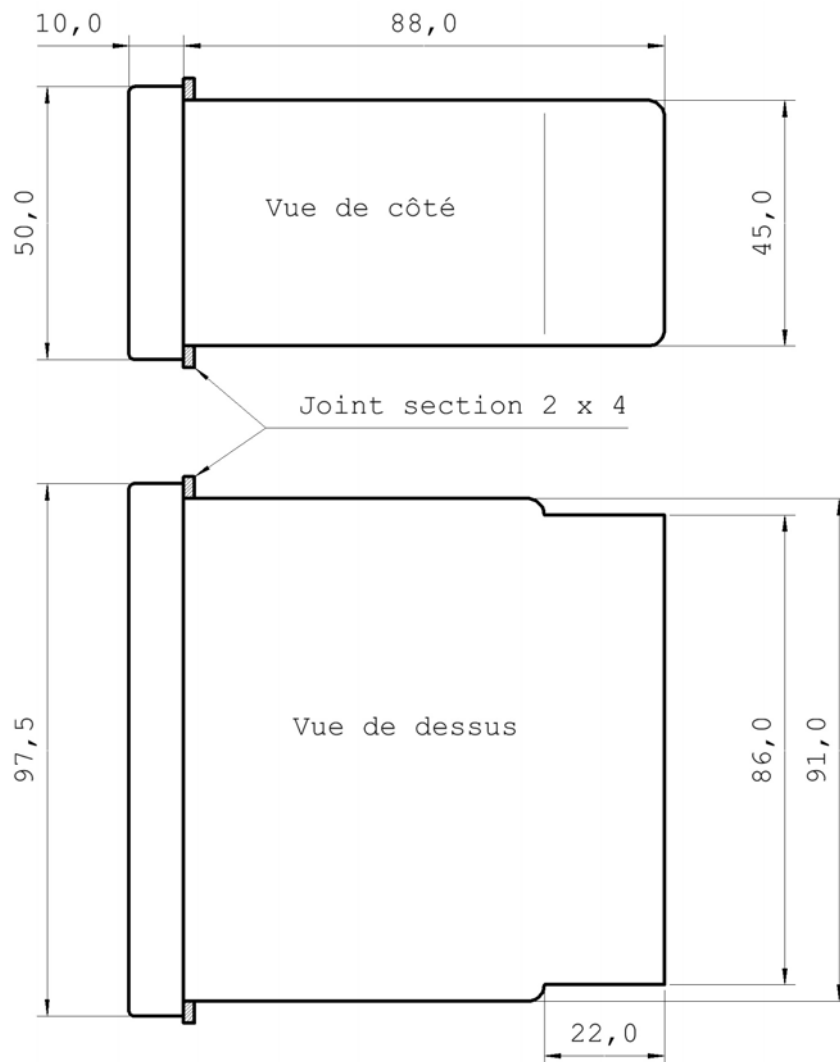 10,0
88,0
50,0
Vue de côté
45,0
Joint section 2 x 4
97,5
Vue de dessus
86,0
91,0
22,0